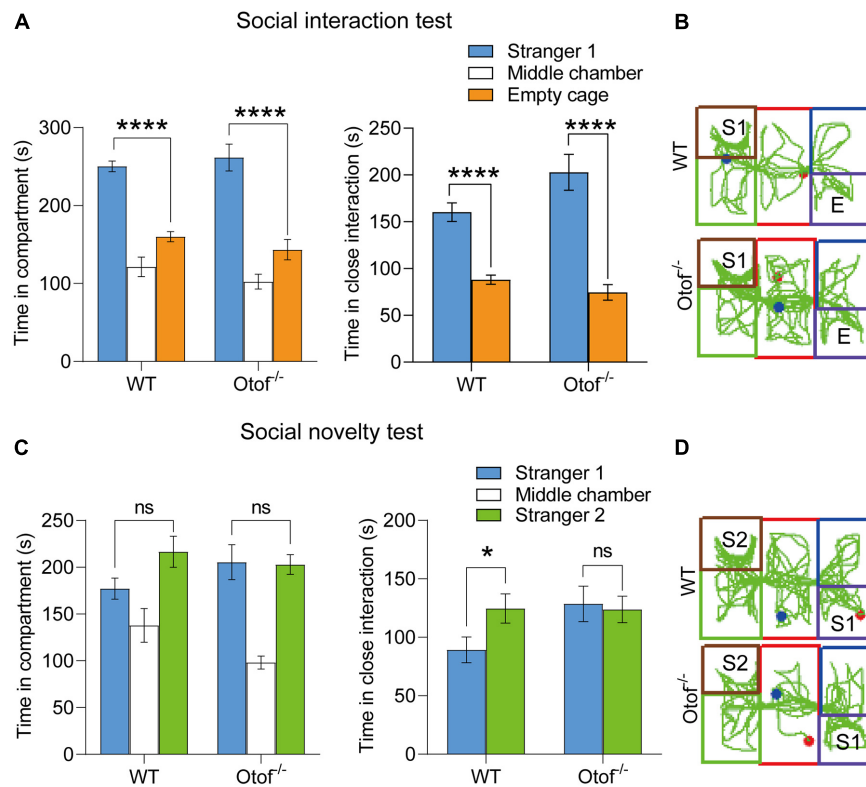 A
Social interaction test
B
Stranger 1
Middle chamber
Empty cage
Time in compartment (s)
300
200
100
0
****
****
WT
Otof-/-
Time in close interaction (s)
250
200
150
100
50
0
****
****
WT
Otof-/-
WT
S1
E
Otof-/-
S1
E
C
Social novelty test
D
Stranger 1
Middle chamber
Stranger 2
Time in compartment (s)
250
200
150
100
50
0
ns
ns
WT
Otof-/-
Time in close interaction (s)
200
150
100
50
0
*
ns
WT
Otof-/-
WT
S2
S1
Otof-/-
S2
S1